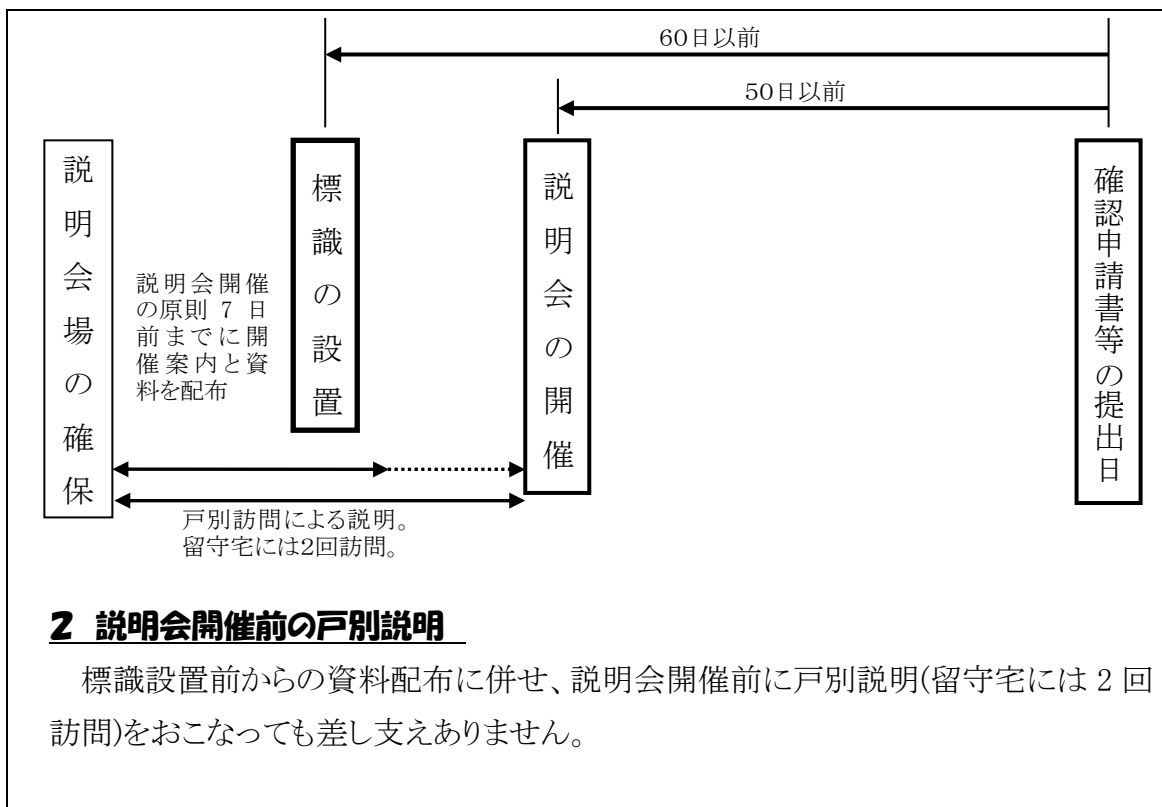 60日以前
50日以前
説明会場の確保
説明会開催
の原則 7 日
前までに開
催案内と資
料を配布
標識の設置
説明会の開催
確認申請書等の提出日
戸別訪問による説明。
留守宅には2回訪問。
2 説明会開催前の戸別説明
標識設置前からの資料配布に併せ、説明会開催前に戸別説明(留守宅には 2 回
訪問)をおこなっても差し支えありません。